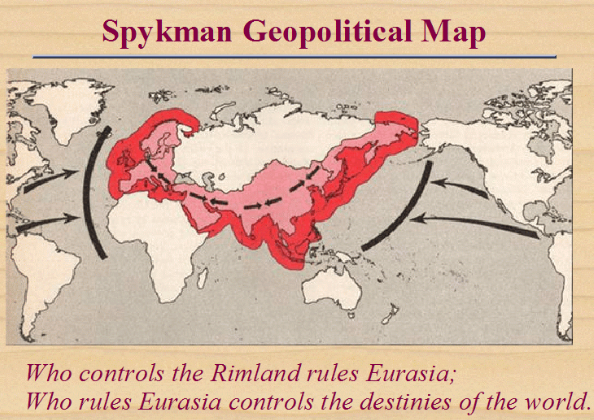 Spykman Geopolitical Map
Who controls the Rimland rules Eurasia;
Who rules Eurasia controls the destinies of the world.